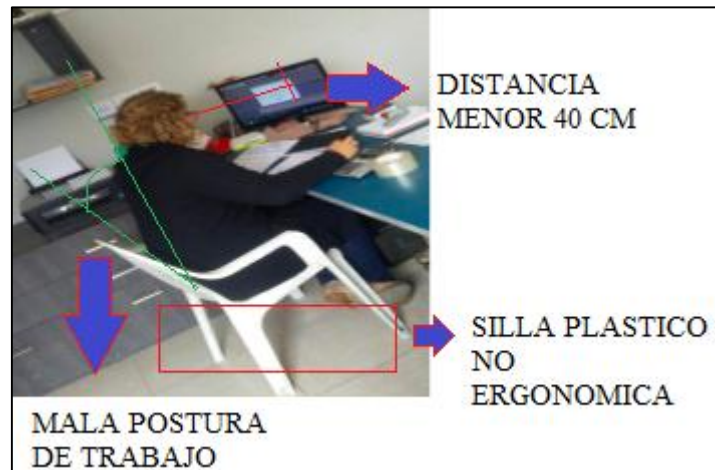 DISTANCIA
MENOR 40 CM
SILLA PLASTICO
NO
ERGONOMICA
MALA POSTURA
DE TRABAJO